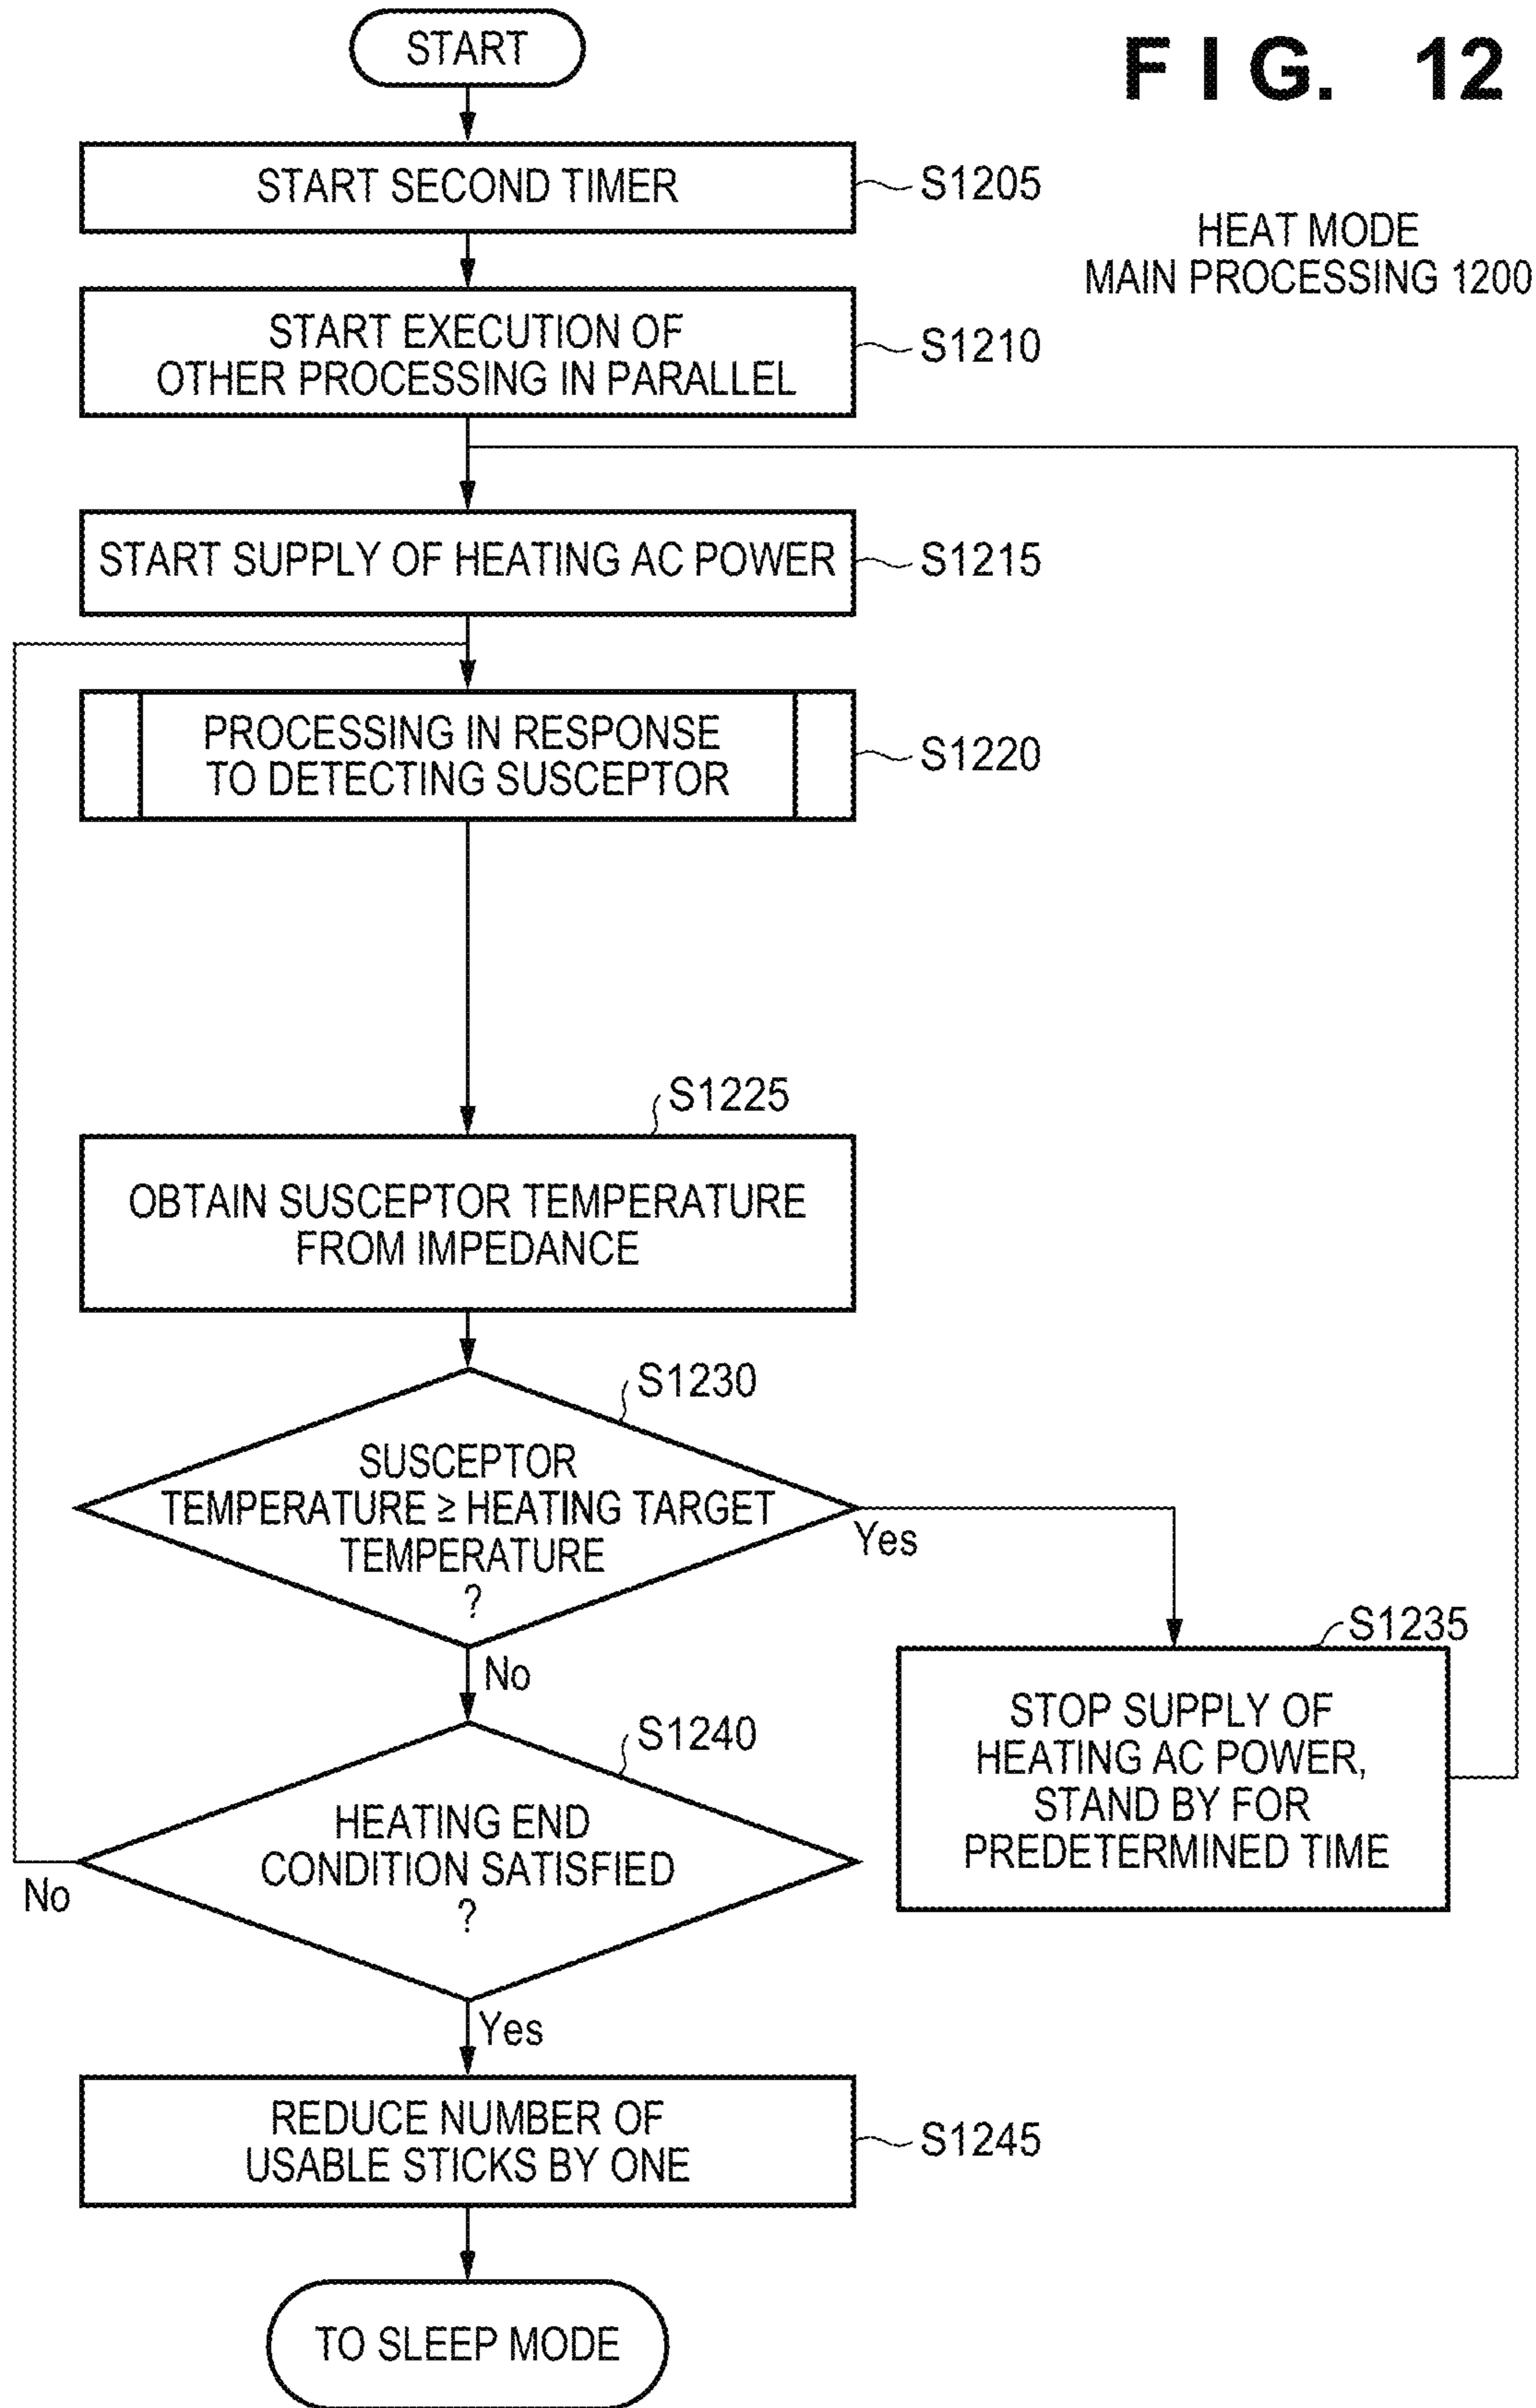 START
FIG. 12
START SECOND TIMER
S1205
HEAT MODE
MAIN PROCESSING 1200
START EXECUTION OF
OTHER PROCESSING IN PARALLEL
S1210
START SUPPLY OF HEATING AC POWER
S1215
PROCESSING IN RESPONSE
TO DETECTING SUSCEPTOR
S1220
S1225
OBTAIN SUSCEPTOR TEMPERATURE
FROM IMPEDANCE
S1230
SUSCEPTOR
TEMPERATURE ≥ HEATING TARGET
TEMPERATURE
?
Yes
No
S1235
STOP SUPPLY OF
HEATING AC POWER,
STAND BY FOR
PREDETERMINED TIME
S1240
HEATING END
CONDITION SATISFIED
?
No
Yes
REDUCE NUMBER OF
USABLE STICKS BY ONE
S1245
TO SLEEP MODE